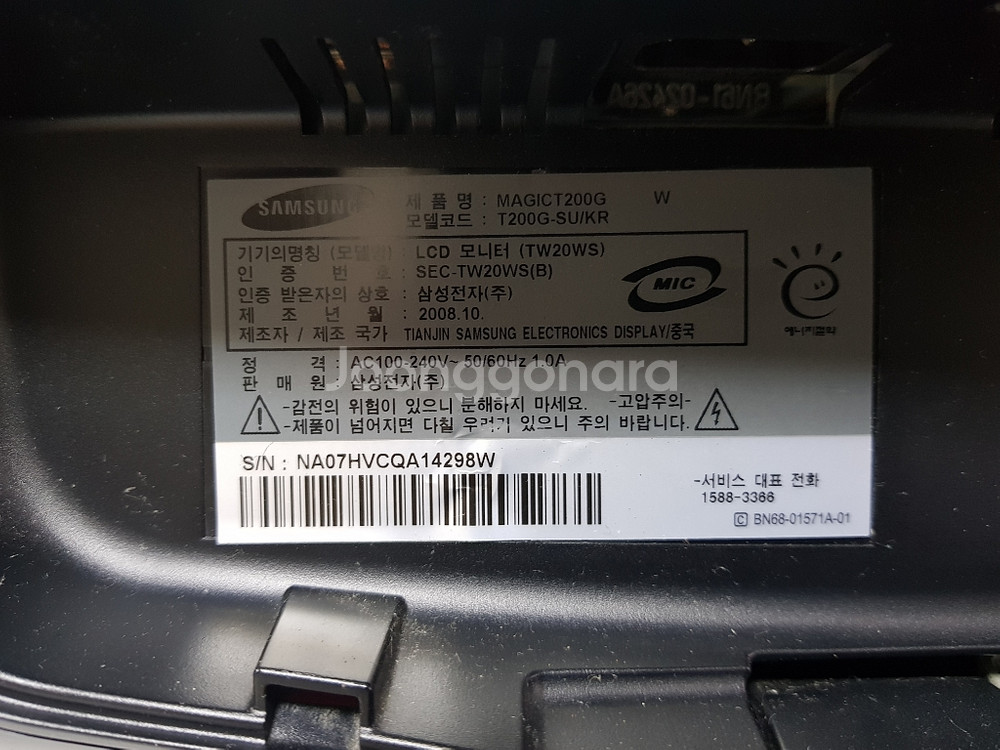 BN61-02426A
SAMSUNG
제 품 명 : MAGICT200G W
모델코드 : T200G-SU/KR
기기의명칭 (모델명) : LCD 모니터 (TW20WS)
인 증 번 호 : SEC-TW20WS(B)
인증 받은자의 상호 : 삼성전자(주)
제 조 년 월 : 2008.10.
제조자 / 제조 국가 TIANJIN SAMSUNG ELECTRONICS DISPLAY/중국
MIC
에너지절약
정 격 : AC100-240V~ 50/60Hz 1.0A
판 매 원 : 삼성전자(주)
Joonggonara
-감전의 위험이 있으니 분해하지 마세요. -고압주의-
-제품이 넘어지면 다칠 우려가 있으니 주의 바랍니다.
S/N : NA07HVCQA14298W
-서비스 대표 전화
1588-3366
C BN68-01571A-01